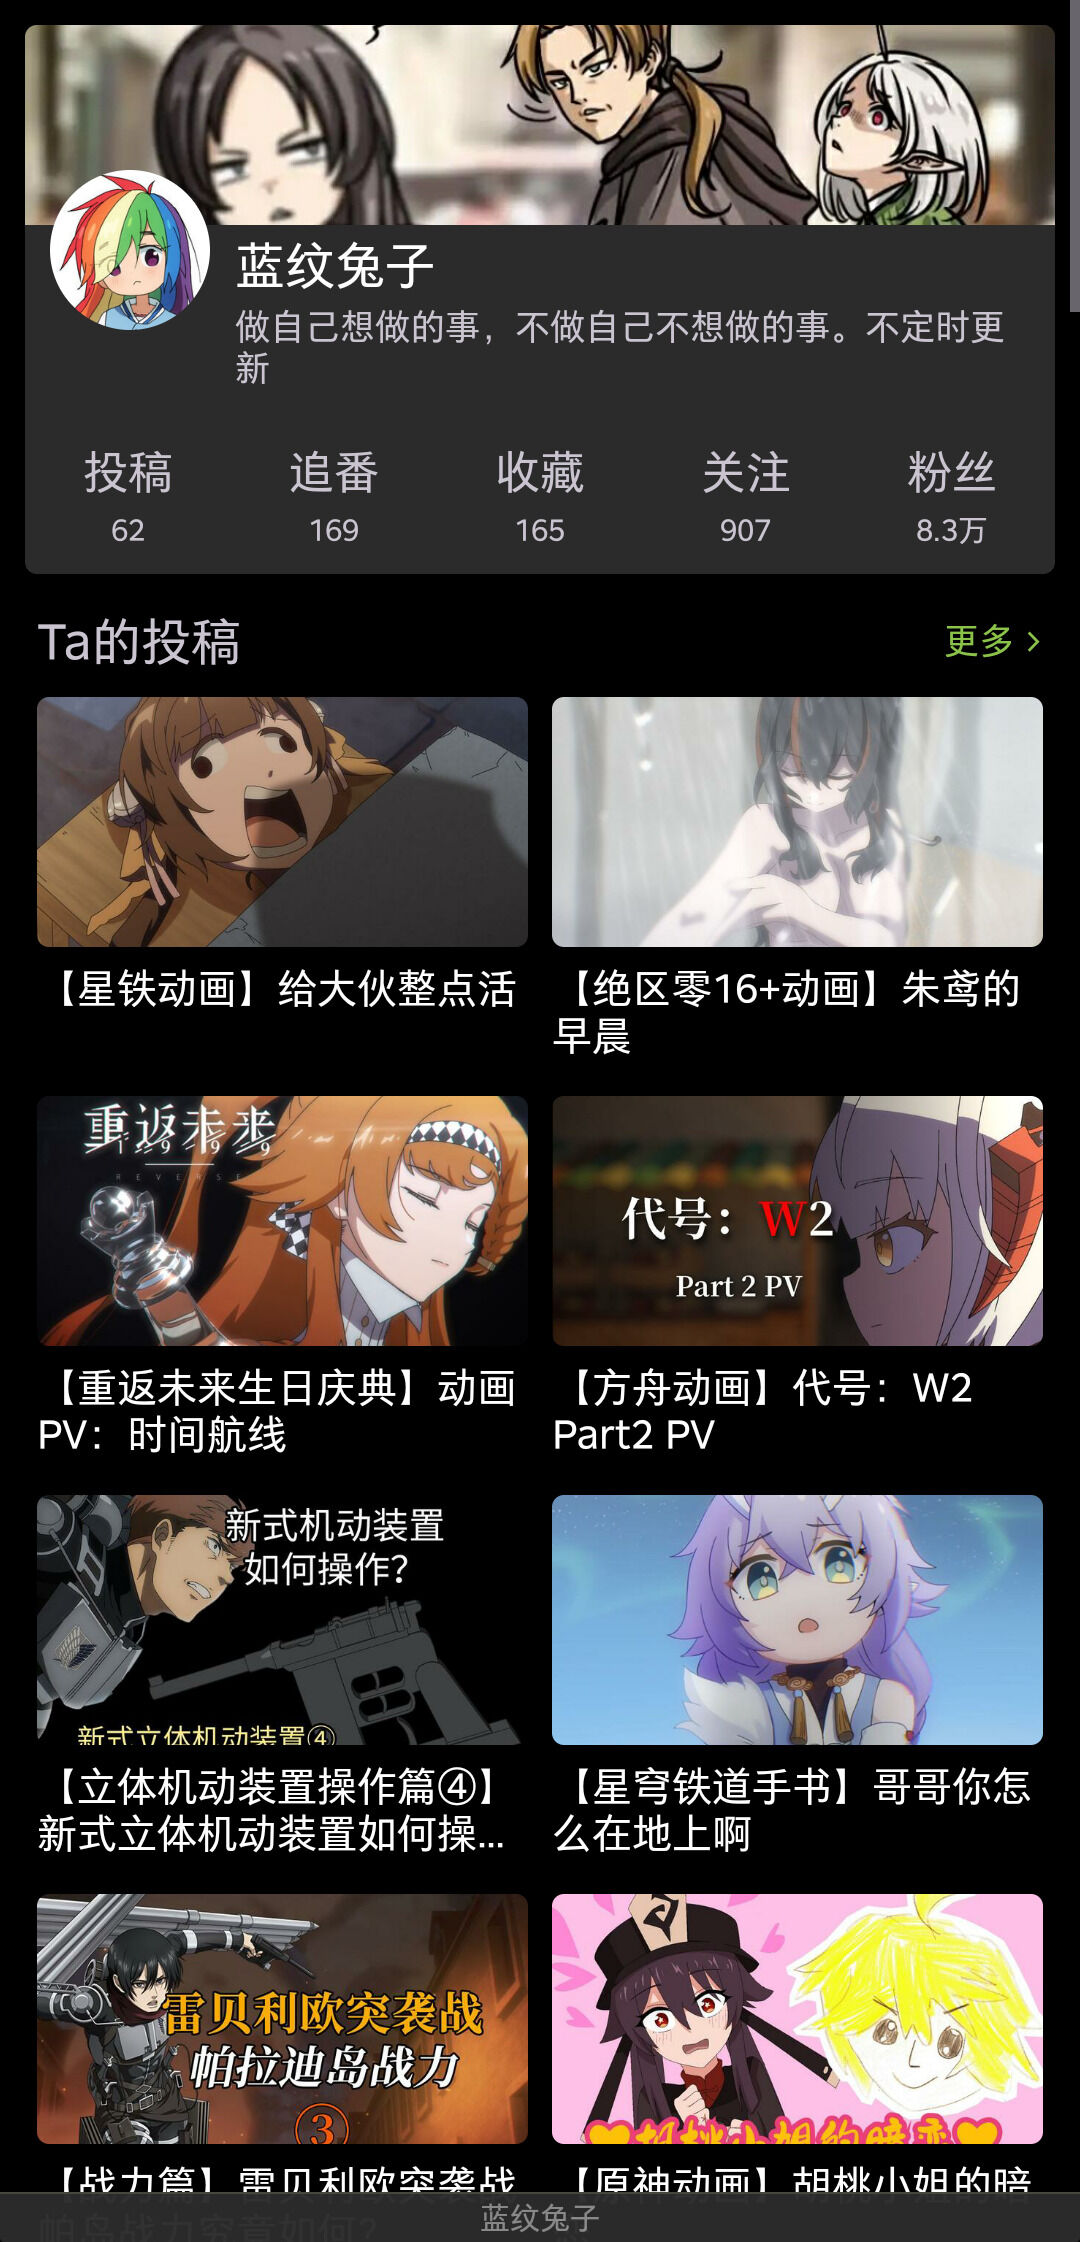 蓝纹兔子
做自己想做的事，不做自己不想做的事。不定时更
新
投稿 追番 收藏 关注 粉丝
62 169 165 907 8.3万
Ta的投稿 更多
【星铁动画】给大伙整点活
【绝区零16+动画】朱鸢的
早晨
重返未来
1999
REVERSE
代号：W2
Part 2 PV
【重返未来生日庆典】动画
PV：时间航线
【方舟动画】代号：W2
Part2 PV
新式机动装置
如何操作？
新式立体机动装置④
【立体机动装置操作篇④】
新式立体机动装置如何操...
【星穹铁道手书】哥哥你怎
么在地上啊
雷贝利欧突袭战
帕拉迪岛战力
③
胡桃小姐的暗恋
【战力篇】雷贝利欧突袭战
【原神动画】胡桃小姐的暗
蓝纹兔子